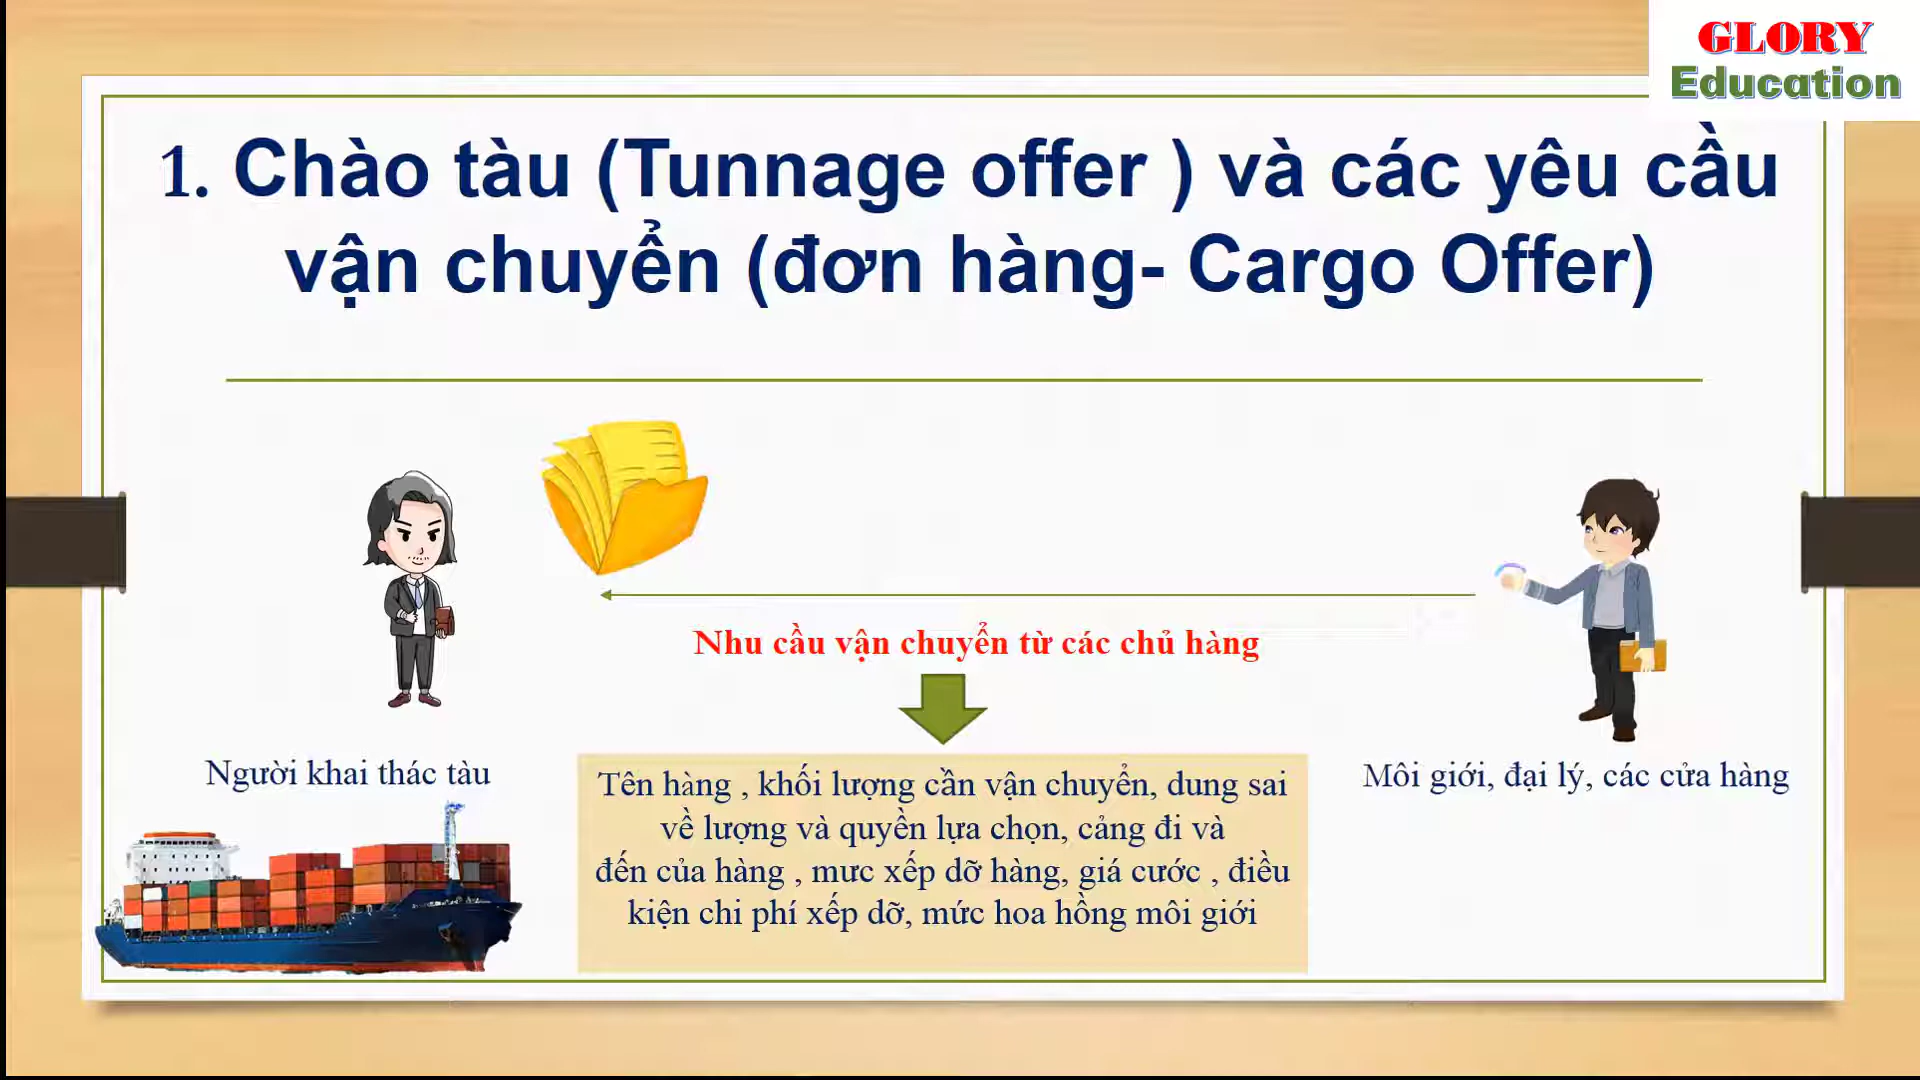 GLORY
Education
1. Chào tàu (Tunnage offer ) và các yêu cầu
vận chuyển (đơn hàng- Cargo Offer)
Nhu cầu vận chuyển từ các chủ hàng
Người khai thác tàu
Tên hàng , khối lượng cần vận chuyển, dung sai
về lượng và quyền lựa chọn, cảng đi và
đến của hàng , mưc xếp dỡ hàng, giá cước , điều
kiện chi phí xếp dỡ, mức hoa hồng môi giới
Môi giới, đại lý, các cửa hàng